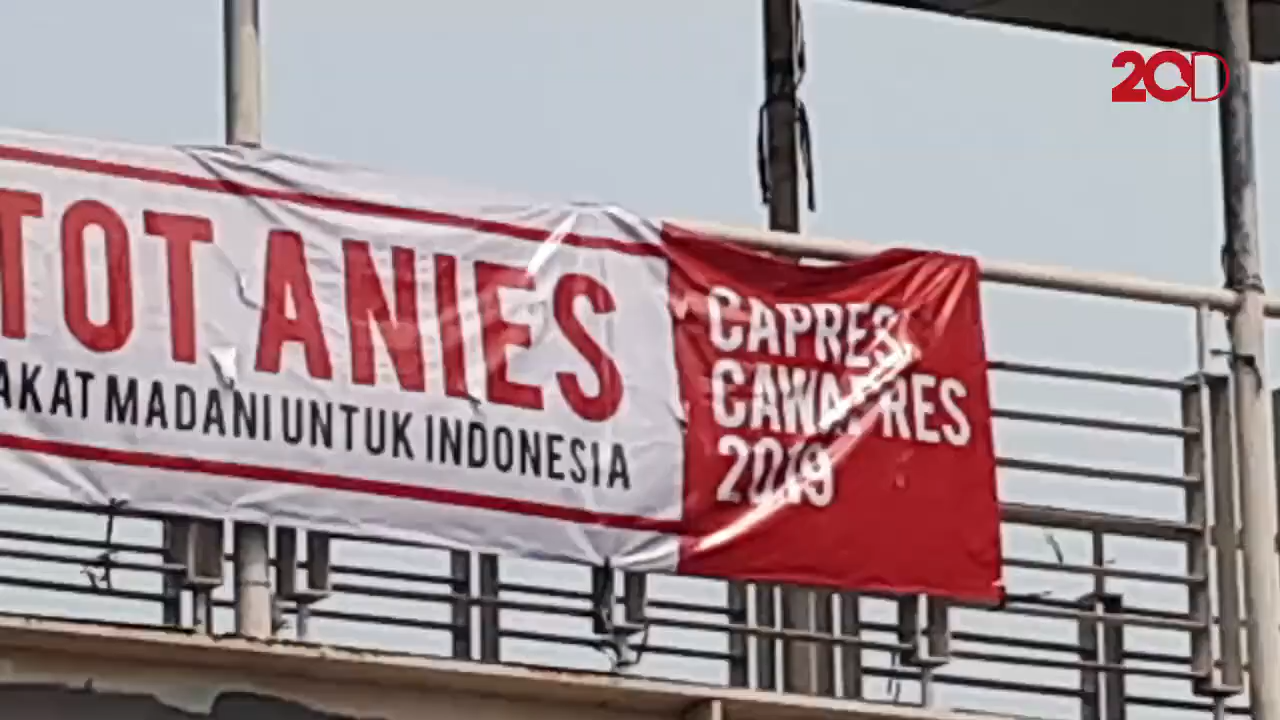 20D
TOT ANIES
AKAT MADANI UNTUK INDONESIA
CAPRES
CAWAPRES
2019